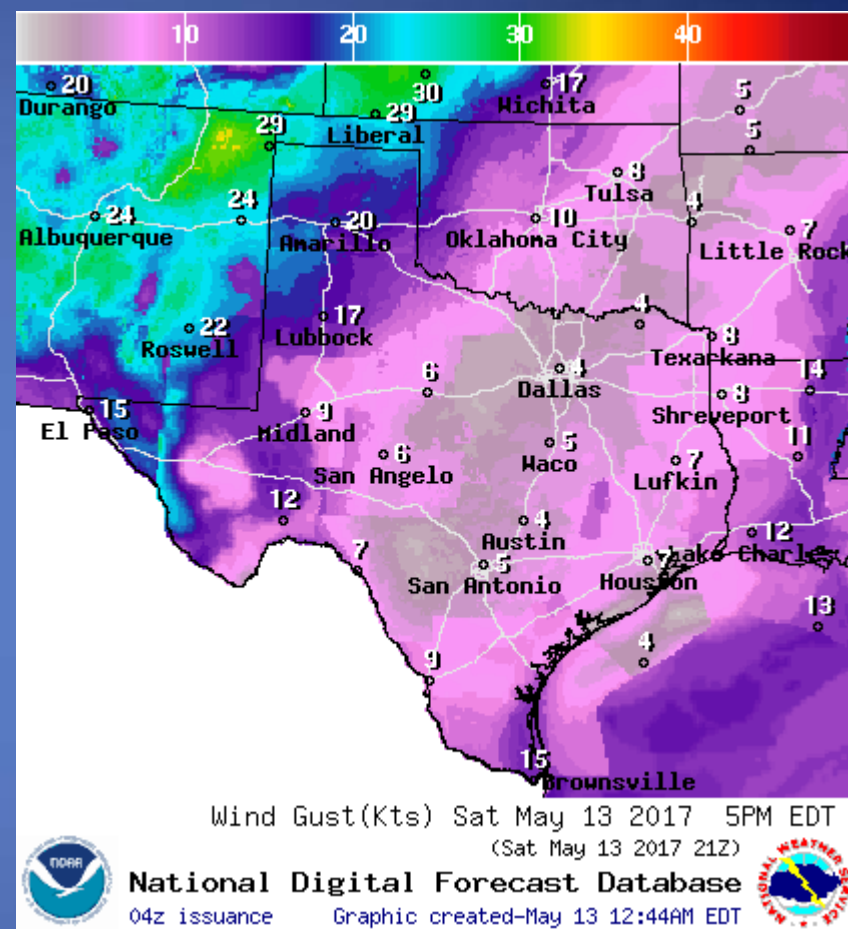 10 20 30 40
20 17 5
Durango 30 Wichita
29 Liberal 29 5
8
Tulsa
24 24 20 10 4 7
Albuquerque Amarillo Oklahoma City Little Rock
22 17 4 8
Roswell Lubbock Texarkana
6 4 14
Dallas 8
15 9 Shreveport
El Paso Midland
6 5 7 11
San Angelo Waco Lufkin
12 4 12
Austin Lake Charles
7 5 7
San Antonio Houston
13
4
9
15
Brownsville
Wind Gust(Kts) Sat May 13 2017 5PM EDT
(Sat May 13 2017 21Z)
NOAA
National Digital Forecast Database
04z issuance Graphic created-May 13 12:44AM EDT
NATIONAL WEATHER SERVICE